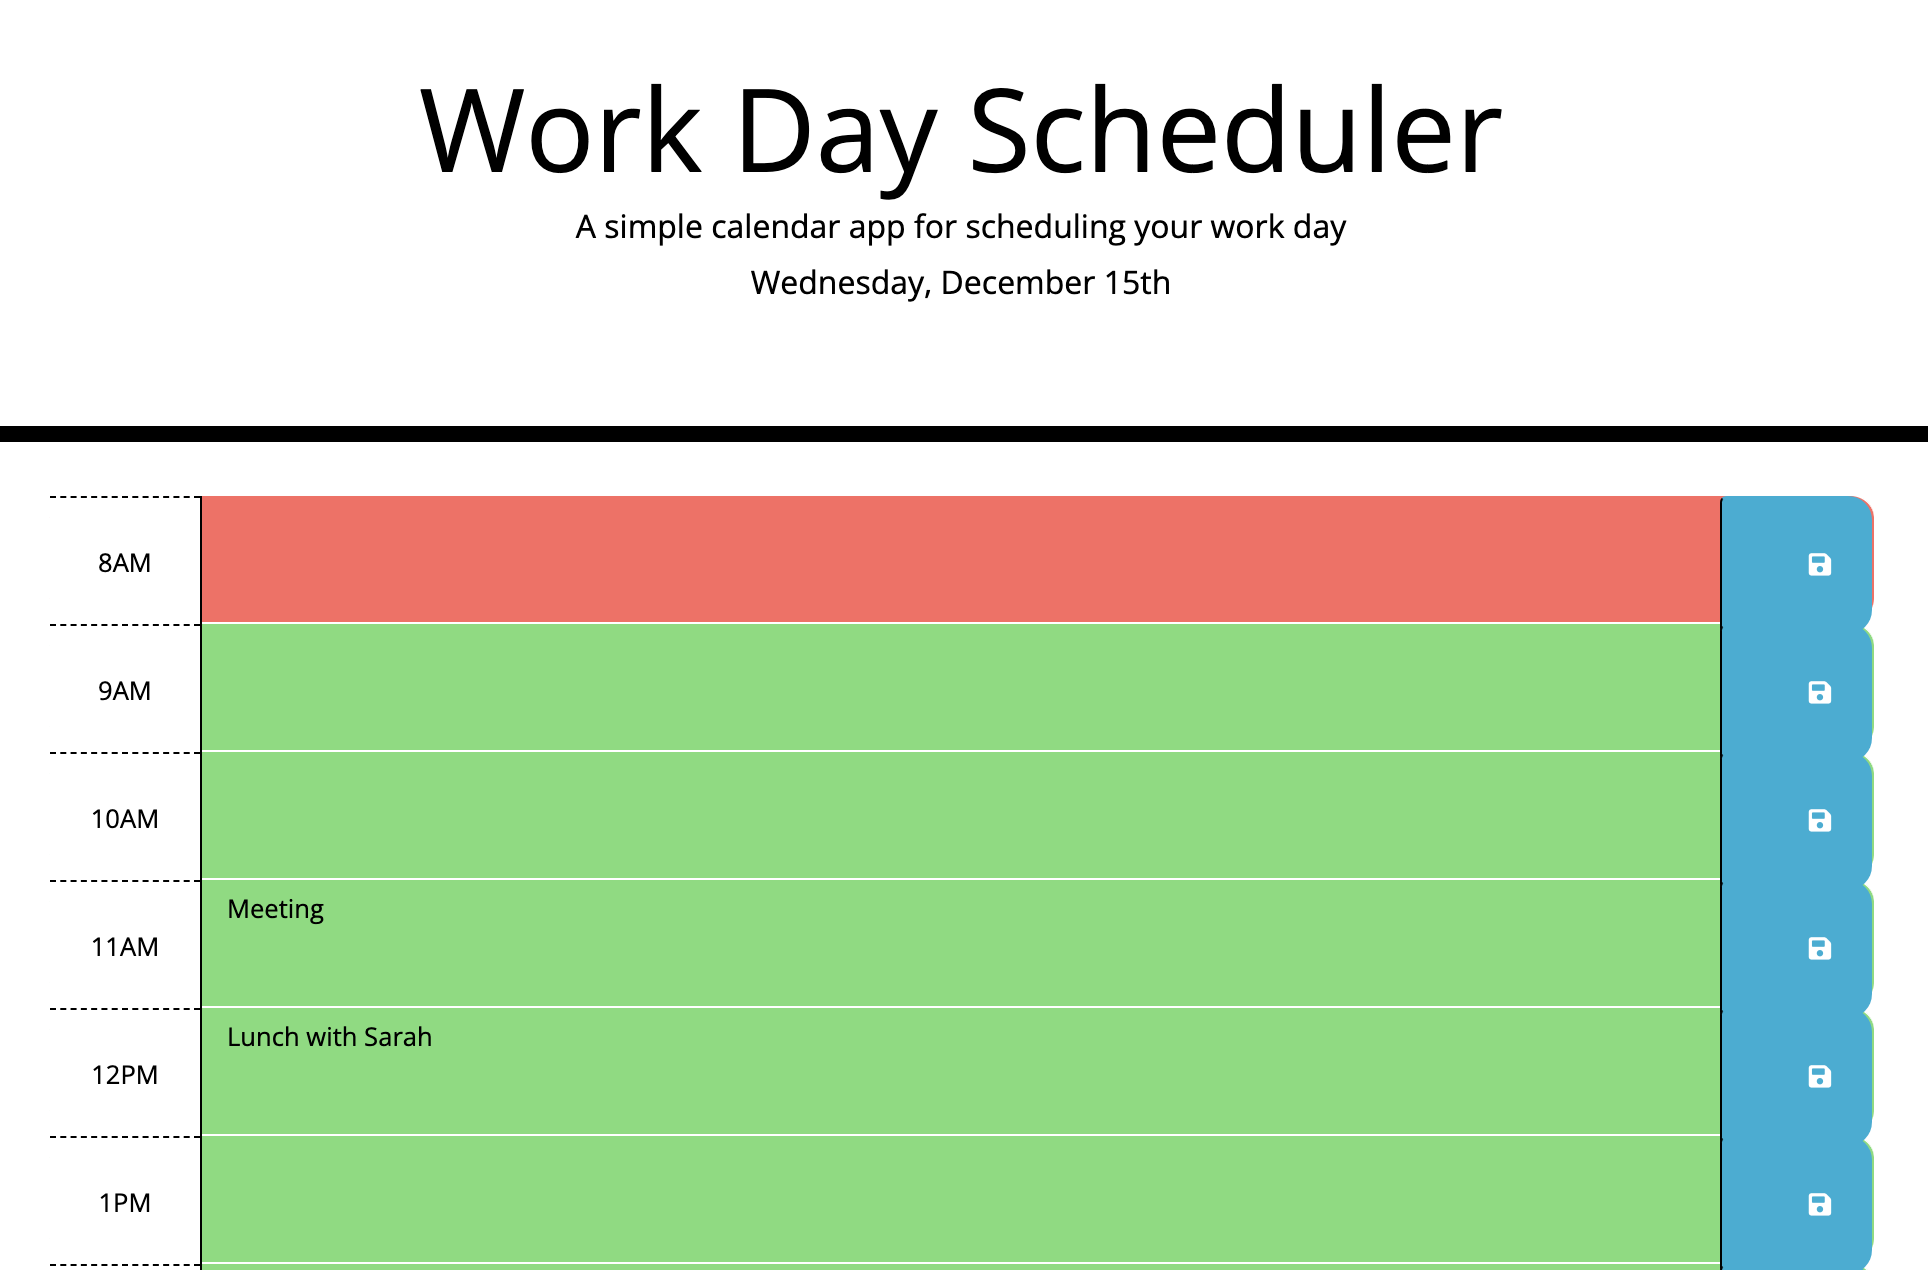 Work Day Scheduler
A simple calendar app for scheduling your work day
Wednesday, December 15th
8AM
9AM
10AM
11AM
Meeting
12PM
Lunch with Sarah
1PM